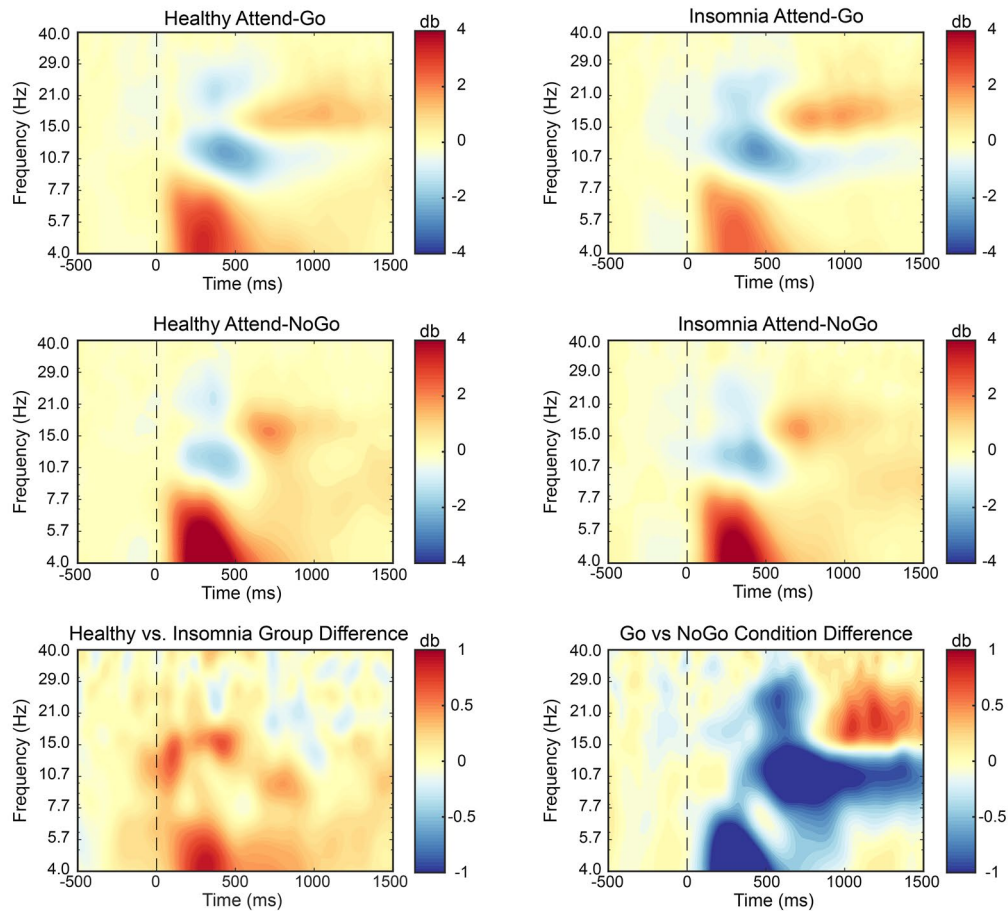 Healthy Attend-Go
db
Insomnia Attend-Go
db
40.0
29.0
21.0
15.0
10.7
7.7
5.7
4.0
Frequency (Hz)
4
2
0
-2
-4
-500 0 500 1000 1500
Time (ms)
40.0
29.0
21.0
15.0
10.7
7.7
5.7
4.0
Frequency (Hz)
4
2
0
-2
-4
-500 0 500 1000 1500
Time (ms)
Healthy Attend-NoGo
db
Insomnia Attend-NoGo
db
40.0
29.0
21.0
15.0
10.7
7.7
5.7
4.0
Frequency (Hz)
4
2
0
-2
-4
-500 0 500 1000 1500
Time (ms)
40.0
29.0
21.0
15.0
10.7
7.7
5.7
4.0
Frequency (Hz)
4
2
0
-2
-4
-500 0 500 1000 1500
Time (ms)
Healthy vs. Insomnia Group Difference
db
Go vs NoGo Condition Difference
db
40.0
29.0
21.0
15.0
10.7
7.7
5.7
4.0
Frequency (Hz)
1
0.5
0
-0.5
-1
-500 0 500 1000 1500
Time (ms)
40.0
29.0
21.0
15.0
10.7
7.7
5.7
4.0
Frequency (Hz)
1
0.5
0
-0.5
-1
-500 0 500 1000 1500
Time (ms)